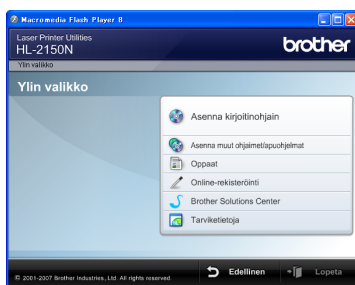 Macromedia Flash Player 8
Laser Printer Utilities
HL-2150N
brother
Ylin valikko
Ylin valikko
Asenna kirjoitinohjain
Asenna muut ohjaimet/apuohjelmat
Oppaat
Online-rekisteröinti
Brother Solutions Center
Tarviketietoja
© 2001-2007 Brother Industries, Ltd. All rights reserved.
Edellinen
Lopeta